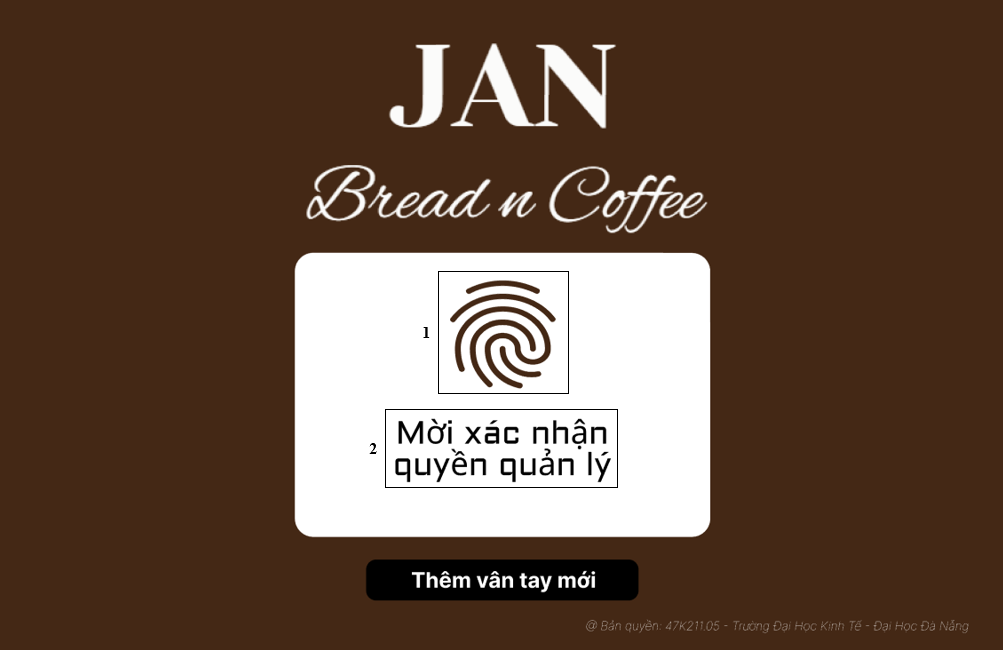 JAN
Bread n Coffee
1
2
Mời xác nhận
quyền quản lý
Thêm vân tay mới
@ Bản quyền: 47K211.05 - Trường Đại Học Kinh Tế - Đại Học Đà Nẵng